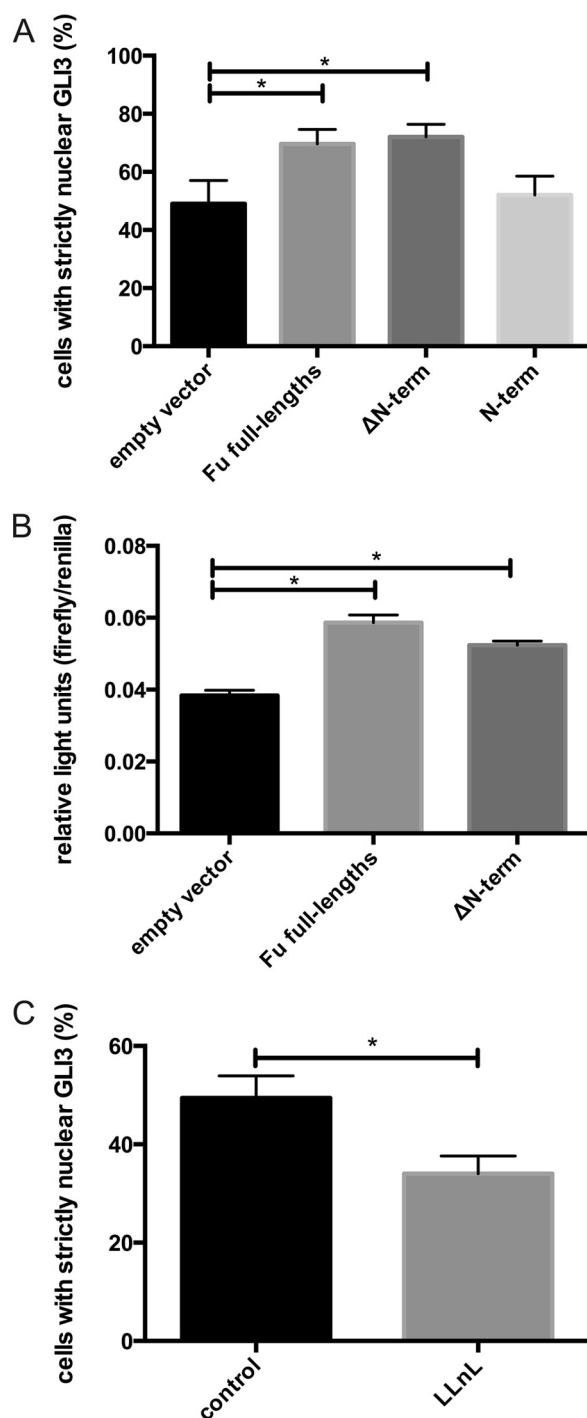 A
cells with strictly nuclear GLI3 (%)
100
80
60
40
20
0
*
*
empty vector
Fu full-lengths
ΔN-term
N-term
B
relative light units (firefly/renilla)
0.08
0.06
0.04
0.02
0.00
*
*
empty vector
Fu full-lengths
ΔN-term
C
cells with strictly nuclear GLI3 (%)
60
40
20
0
*
control
LLnL